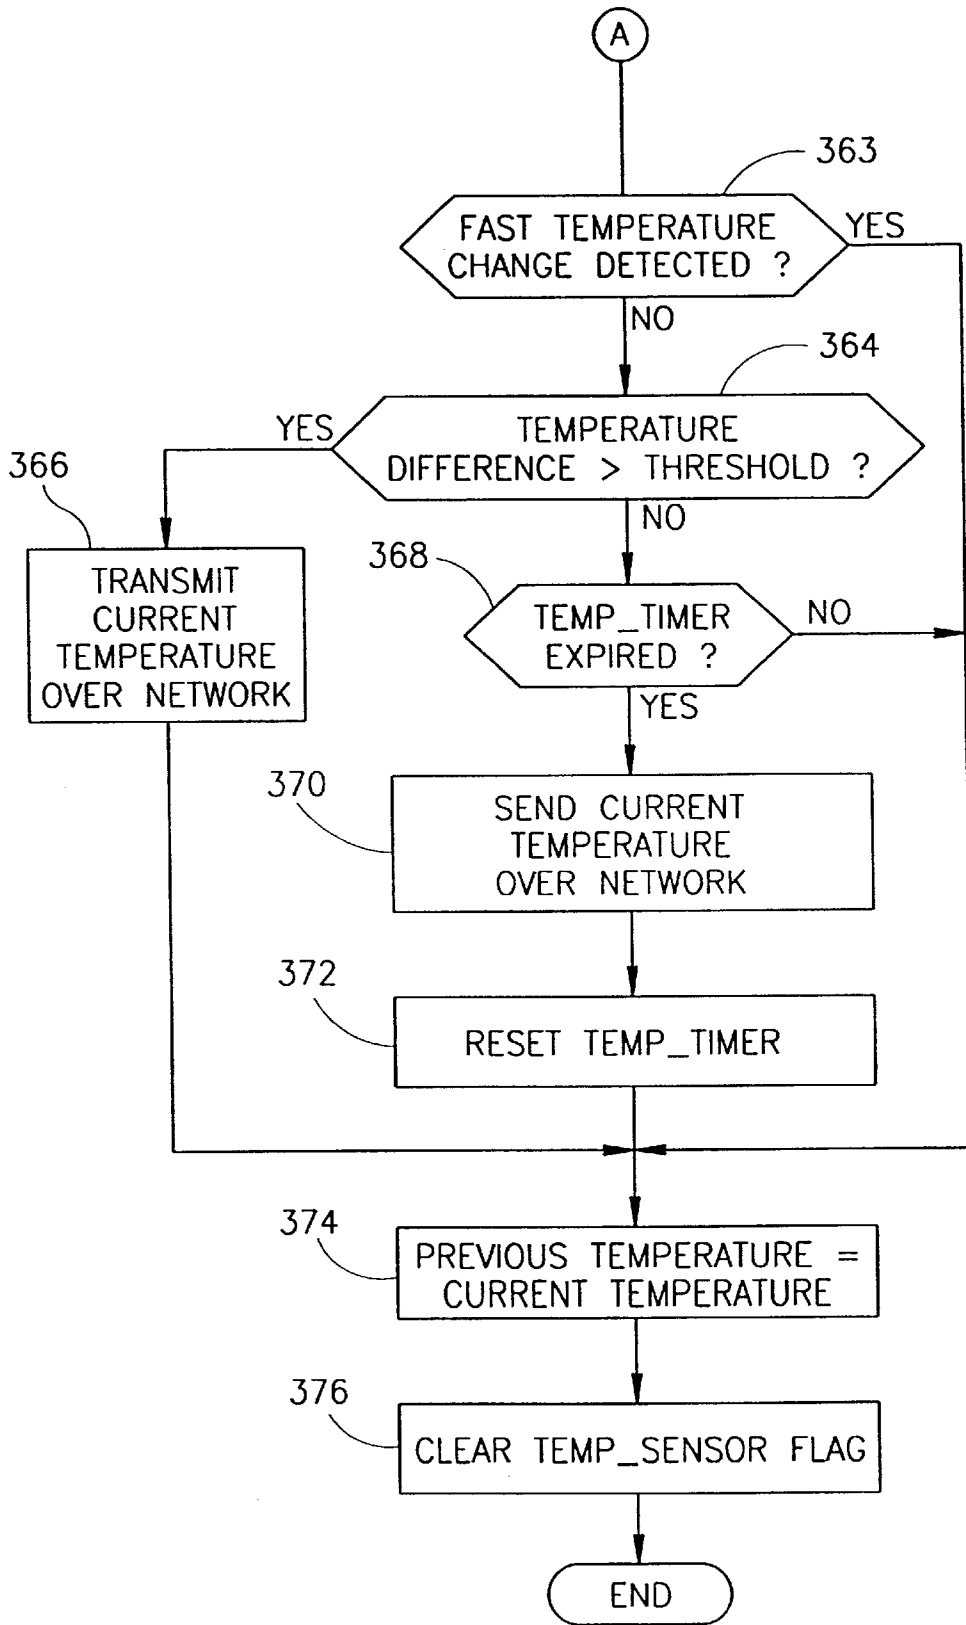 A
363
FAST TEMPERATURE
CHANGE DETECTED ?
YES
NO
364
TEMPERATURE
DIFFERENCE > THRESHOLD ?
YES
NO
366
TRANSMIT
CURRENT
TEMPERATURE
OVER NETWORK
368
TEMP_TIMER
EXPIRED ?
NO
YES
370
SEND CURRENT
TEMPERATURE
OVER NETWORK
372
RESET TEMP_TIMER
374
PREVIOUS TEMPERATURE =
CURRENT TEMPERATURE
376
CLEAR TEMP_SENSOR FLAG
END